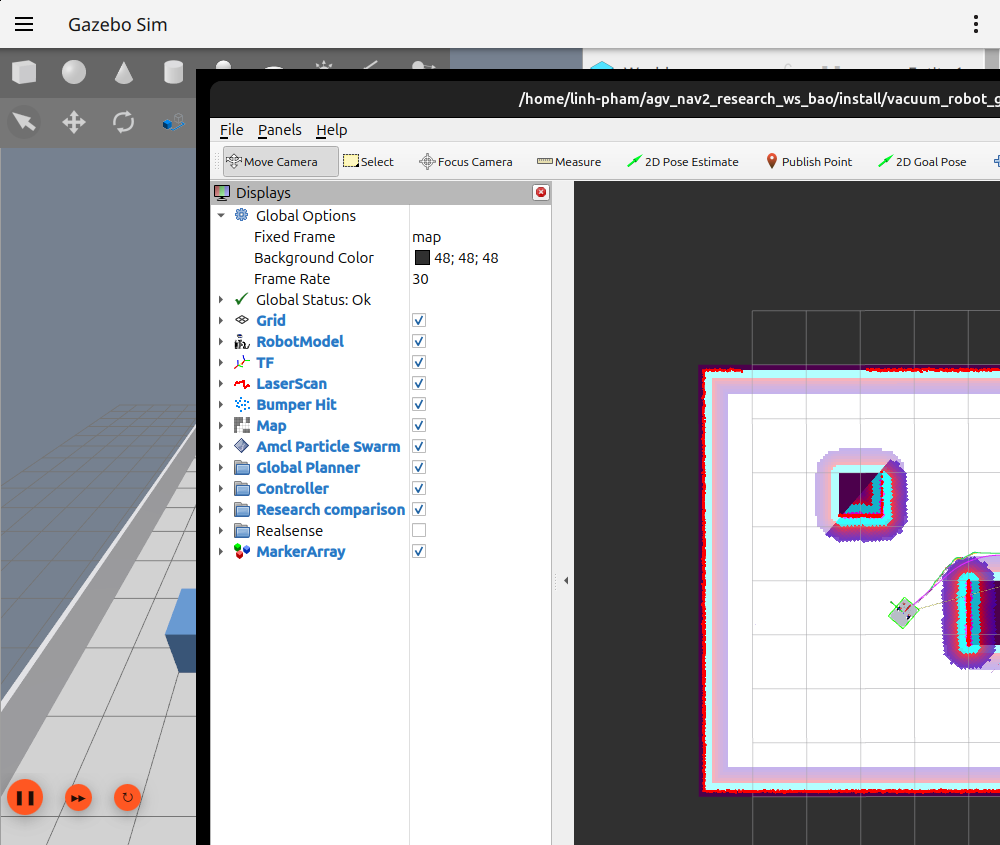 Gazebo Sim
/home/linh-pham/agv_nav2_research_ws_bao/install/vacuum_robot_g
File Panels Help
Move Camera Select Focus Camera Measure 2D Pose Estimate Publish Point 2D Goal Pose
Displays
Global Options
Fixed Frame map
Background Color 48; 48; 48
Frame Rate 30
Global Status: Ok
Grid
RobotModel
TF
LaserScan
Bumper Hit
Map
Amcl Particle Swarm
Global Planner
Controller
Research comparison
Realsense
MarkerArray